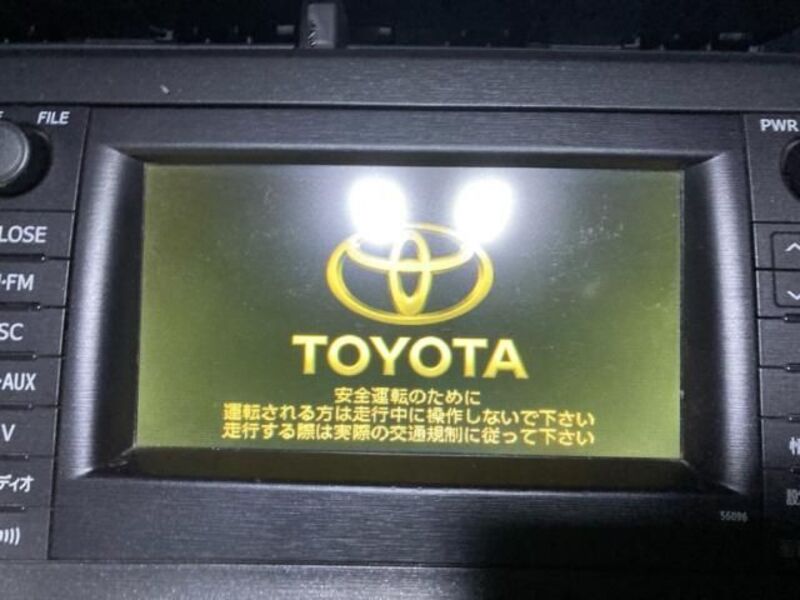 FILE
PWR
LOSE
·FM
SC
·AUX
V
ディオ
TOYOTA
安全運転のために
運転される方は走行中に操作しないで下さい
走行する際は実際の交通規制に従って下さい
56096